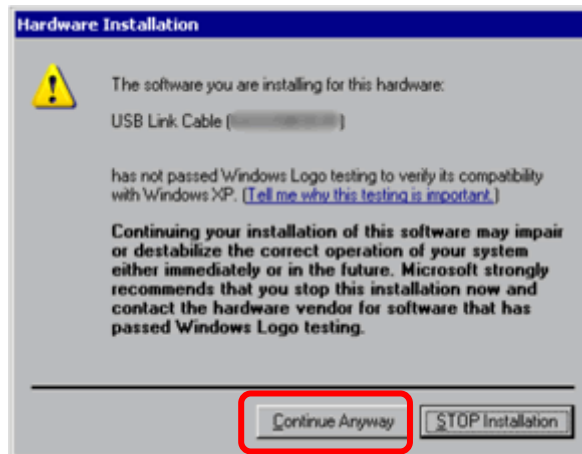 Hardware Installation
The software you are installing for this hardware:
USB Link Cable ( )
has not passed Windows Logo testing to verify its compatibility
with Windows XP. (Tell me why this testing is important.)
Continuing your installation of this software may impair
or destabilize the correct operation of your system
either immediately or in the future. Microsoft strongly
recommends that you stop this installation now and
contact the hardware vendor for software that has
passed Windows Logo testing.
Continue Anyway STOP Installation